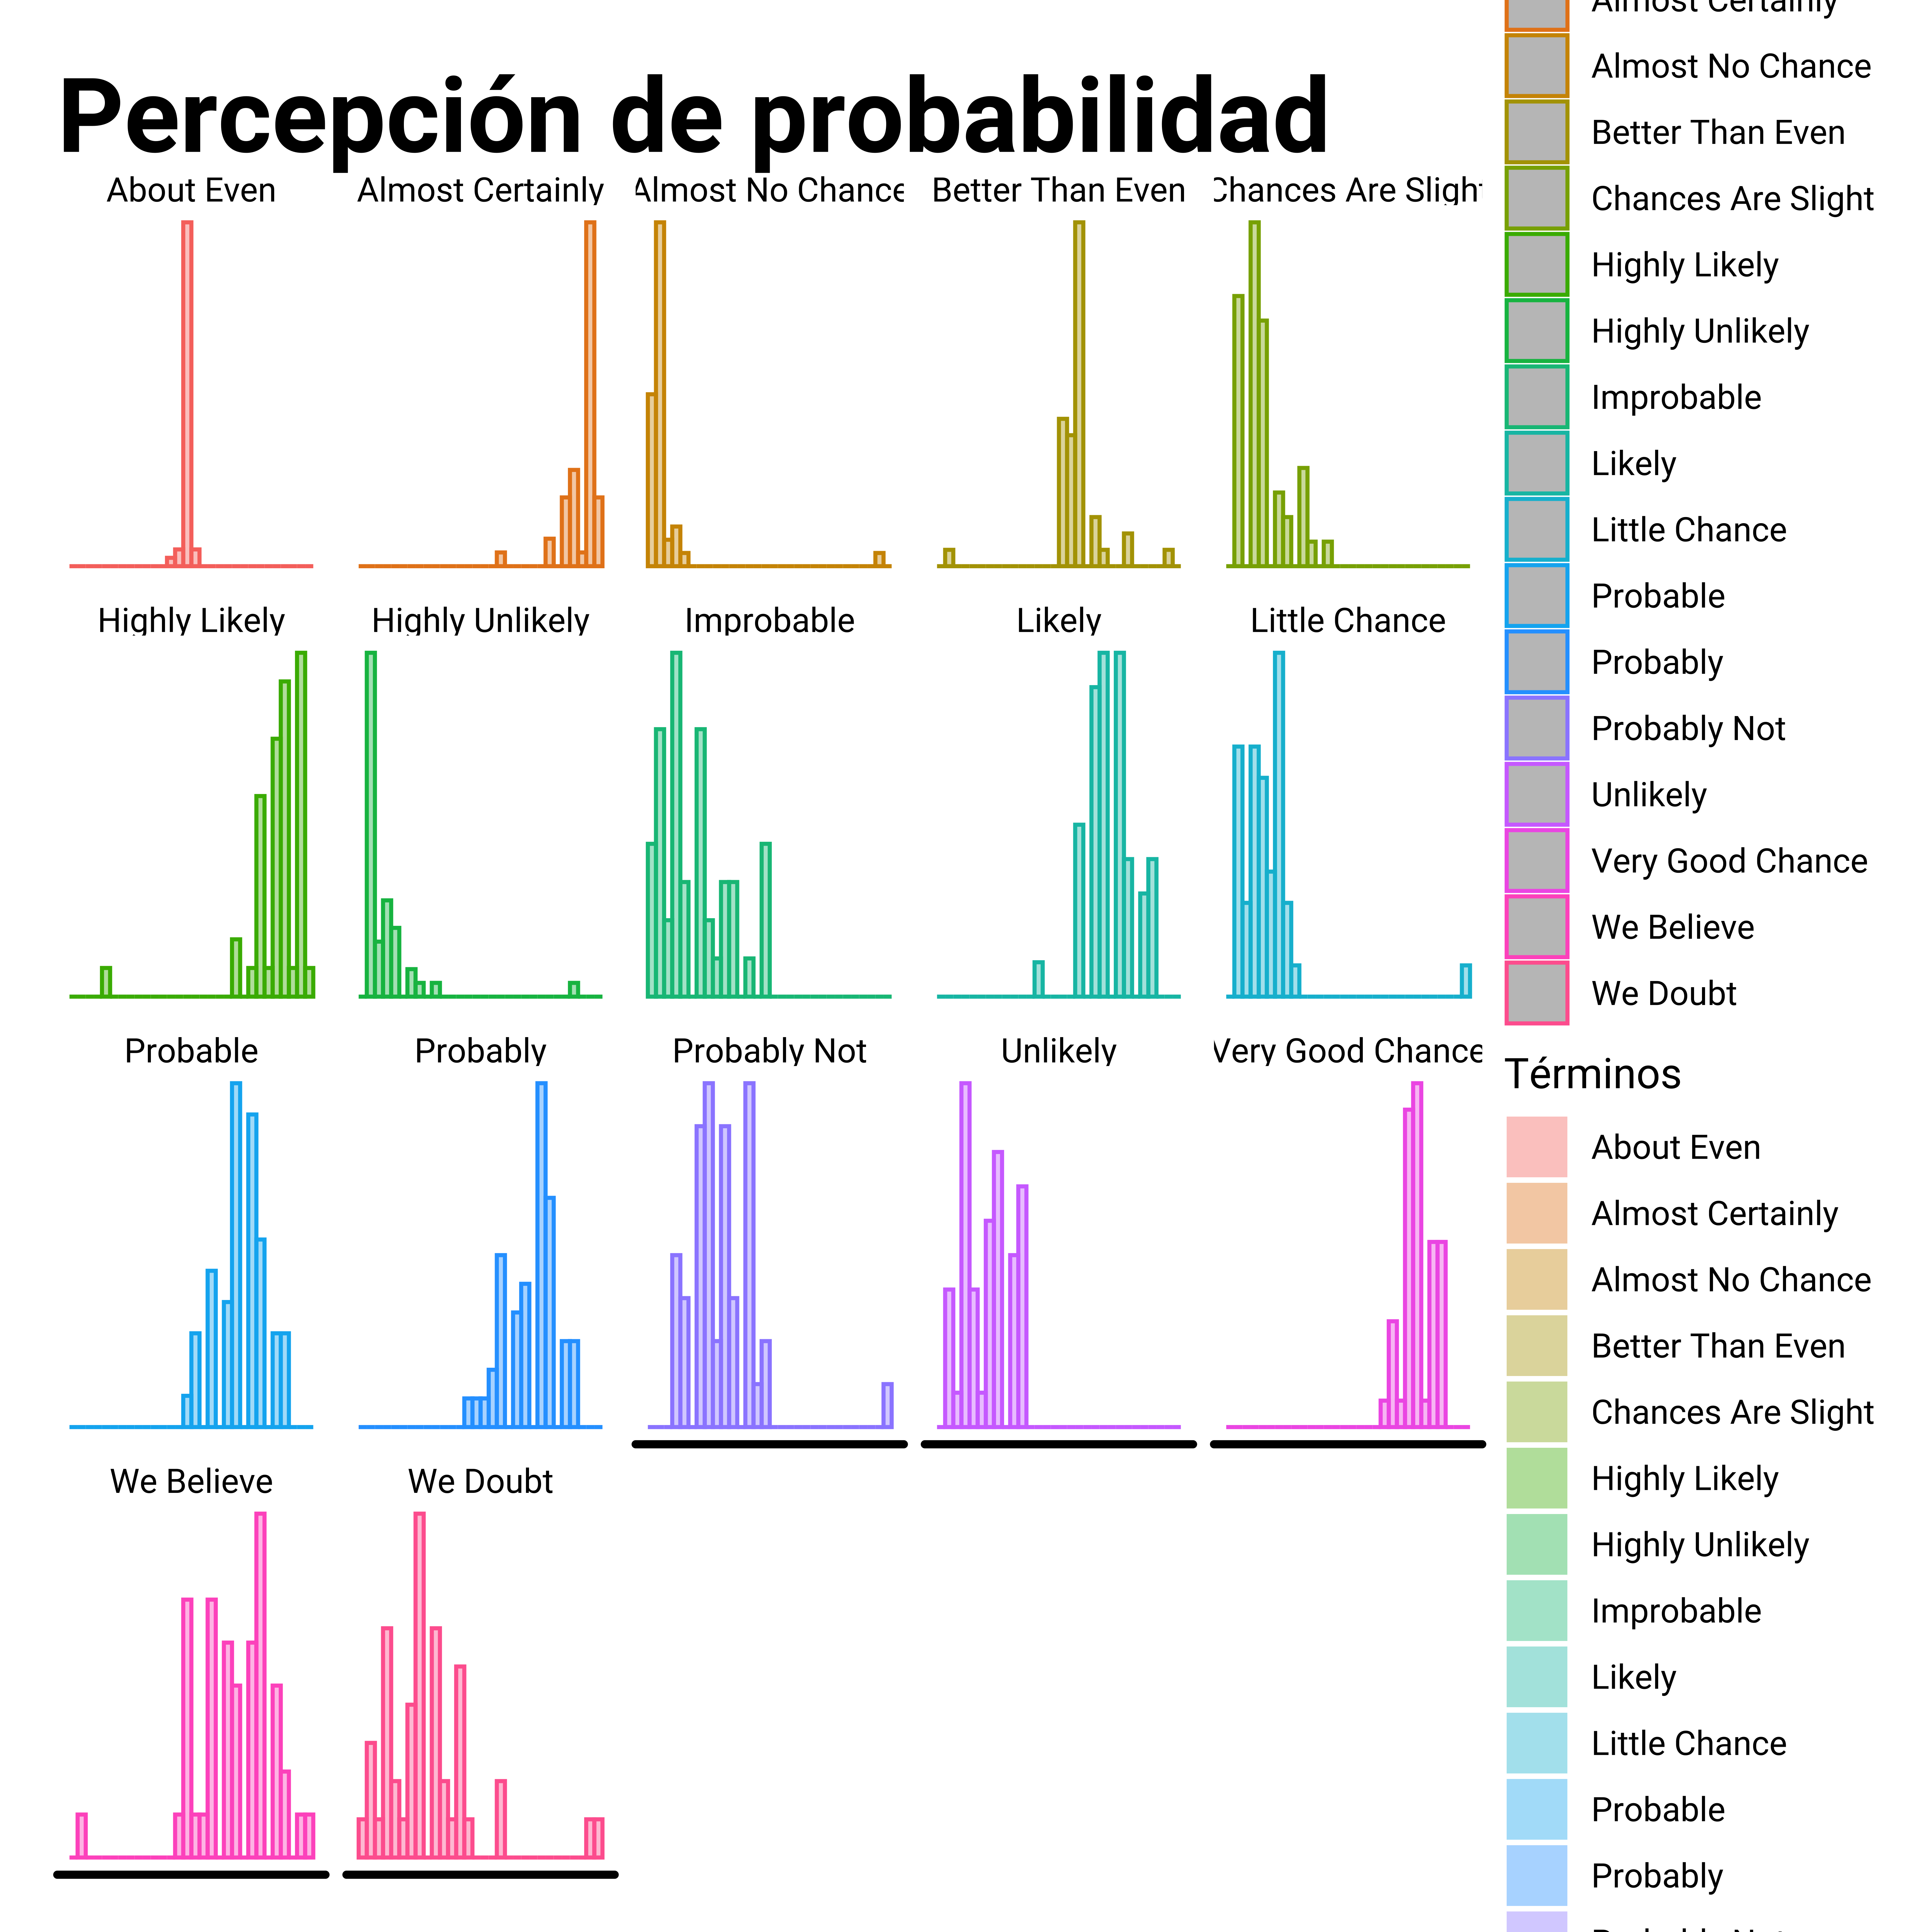 Percepción de probabilidad
About Even
Almost Certainly
Almost No Chance
Better Than Even
Chances Are Slight
Highly Likely
Highly Unlikely
Improbable
Likely
Little Chance
Probable
Probably
Probably Not
Unlikely
Very Good Chance
We Believe
We Doubt
Almost Certainly
Almost No Chance
Better Than Even
Chances Are Slight
Highly Likely
Highly Unlikely
Improbable
Likely
Little Chance
Probable
Probably
Probably Not
Unlikely
Very Good Chance
We Believe
We Doubt
Términos
About Even
Almost Certainly
Almost No Chance
Better Than Even
Chances Are Slight
Highly Likely
Highly Unlikely
Improbable
Likely
Little Chance
Probable
Probably